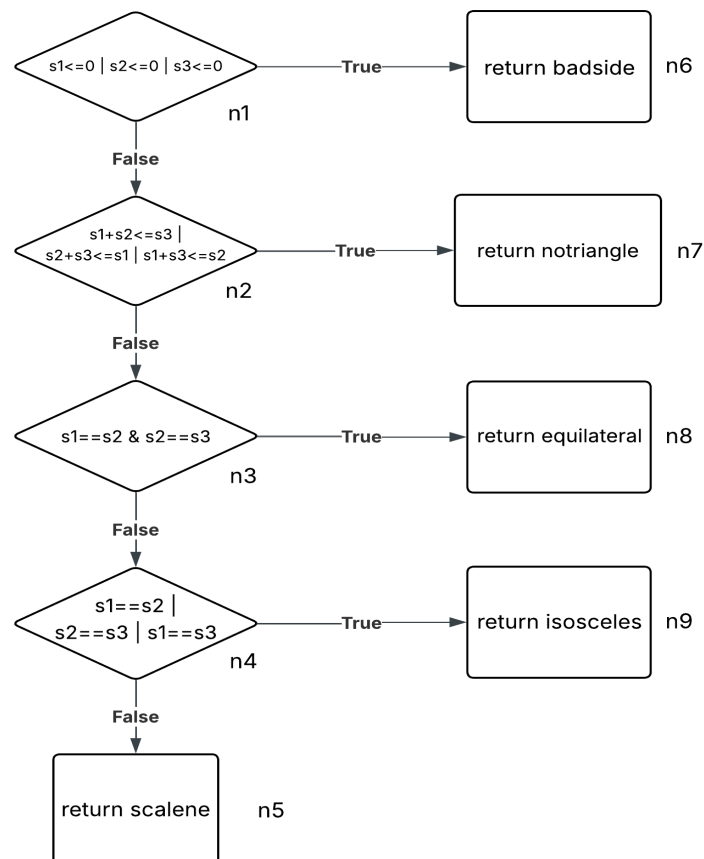 s1<=0 | s2<=0 | s3<=0
True
return badside
n6
n1
False
s1+s2<=s3 |
s2+s3<=s1 | s1+s3<=s2
True
return notriangle
n7
n2
False
s1==s2 & s2==s3
True
return equilateral
n8
n3
False
s1==s2 |
s2==s3 | s1==s3
True
return isosceles
n9
n4
False
return scalene
n5